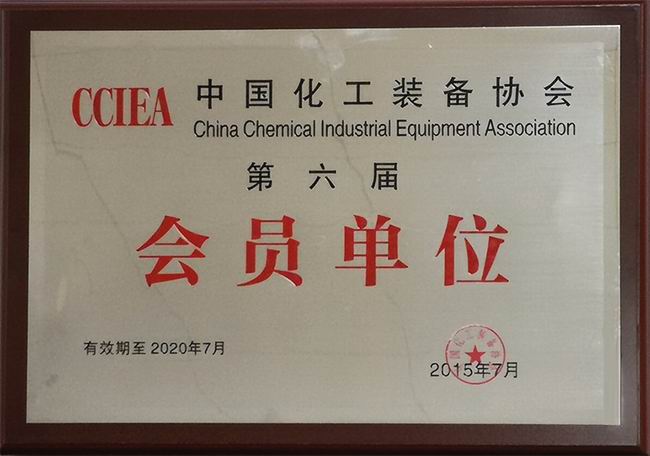 CCIEA 中国化工装备协会
China Chemical Industrial Equipment Association
第六届
会员单位
有效期至 2020年7月
2015年7月